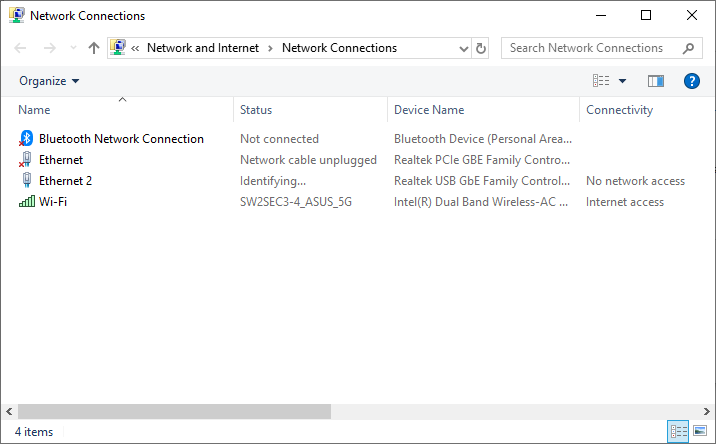 Network Connections
« Network and Internet > Network Connections
Search Network Connections
Organize
?
Name Status Device Name Connectivity
Bluetooth Network Connection Not connected Bluetooth Device (Personal Area...
Ethernet Network cable unplugged Realtek PCIe GBE Family Contro...
Ethernet 2 Identifying... Realtek USB GbE Family Control... No network access
Wi-Fi SW2SEC3-4_ASUS_5G Intel(R) Dual Band Wireless-AC ... Internet access
4 items